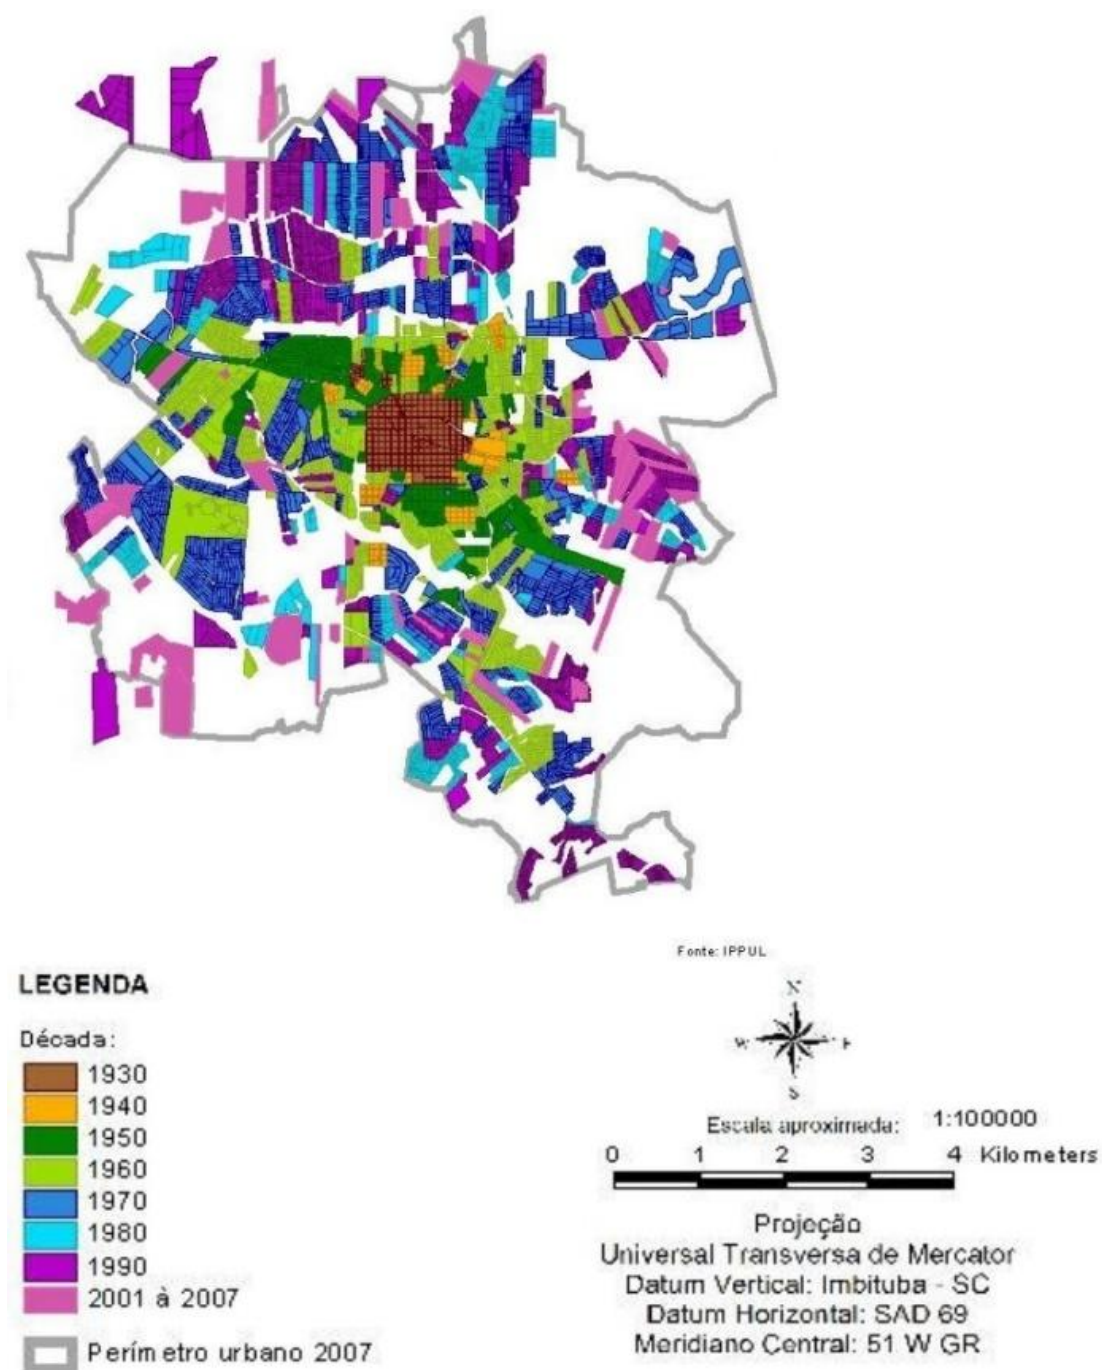 Fonte: IPPUL
LEGENDA
Década:
1930
1940
1950
1960
1970
1980
1990
2001 à 2007
Perímetro urbano 2007
N
W E
S
Escala aproximada: 1:100000
0 1 2 3 4 Kilometers
Projeção
Universal Transversa de Mercator
Datum Vertical: Imbituba - SC
Datum Horizontal: SAD 69
Meridiano Central: 51 W GR